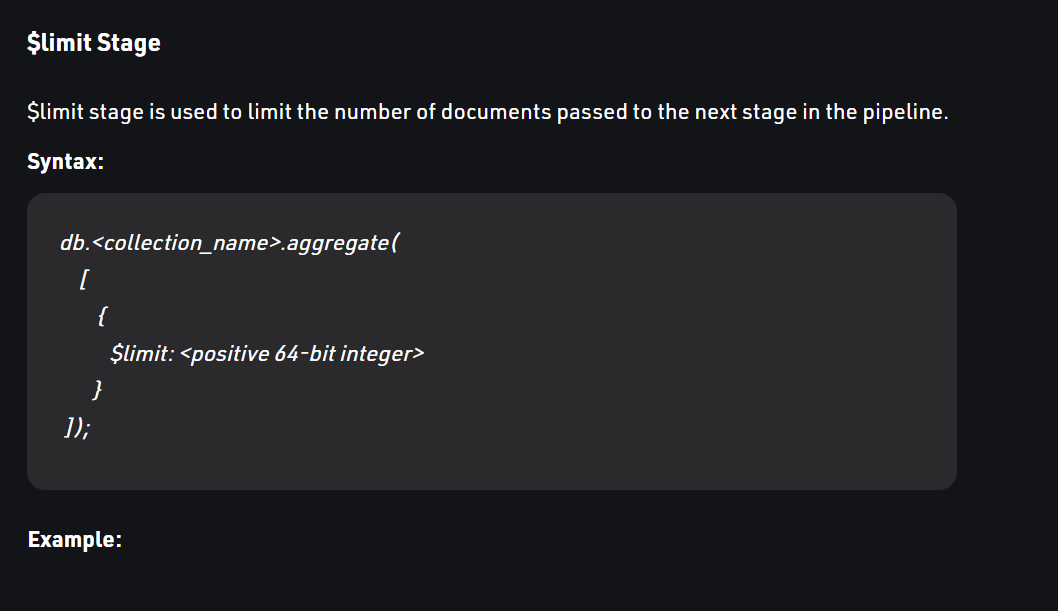 $limit Stage
$limit stage is used to limit the number of documents passed to the next stage in the pipeline.
Syntax:
db.<collection_name>.aggregate(
[
{
$limit: <positive 64-bit integer>
}
]);
Example: